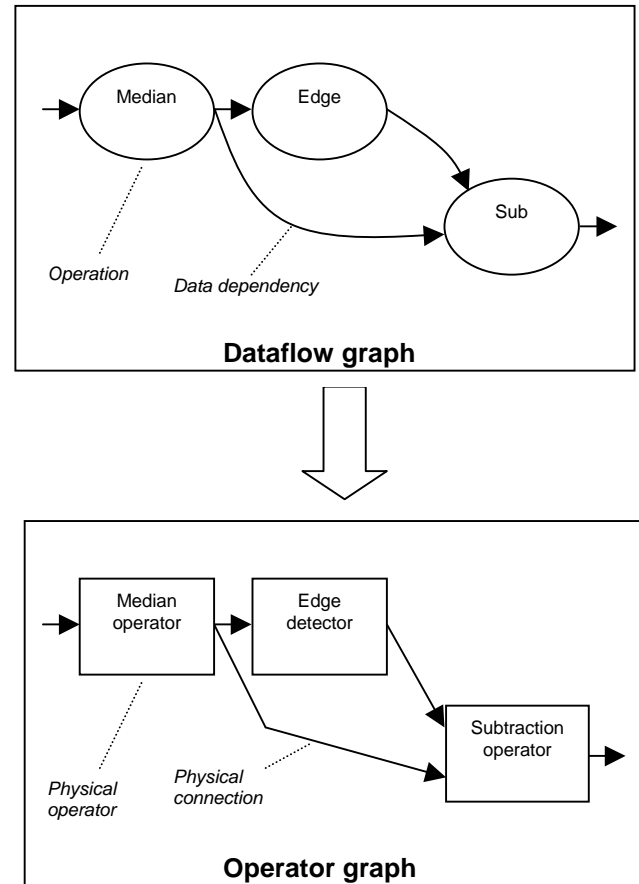 Median
Edge
Sub
Operation
Data dependency
Dataflow graph
Median
operator
Edge
detector
Subtraction
operator
Physical
operator
Physical
connection
Operator graph